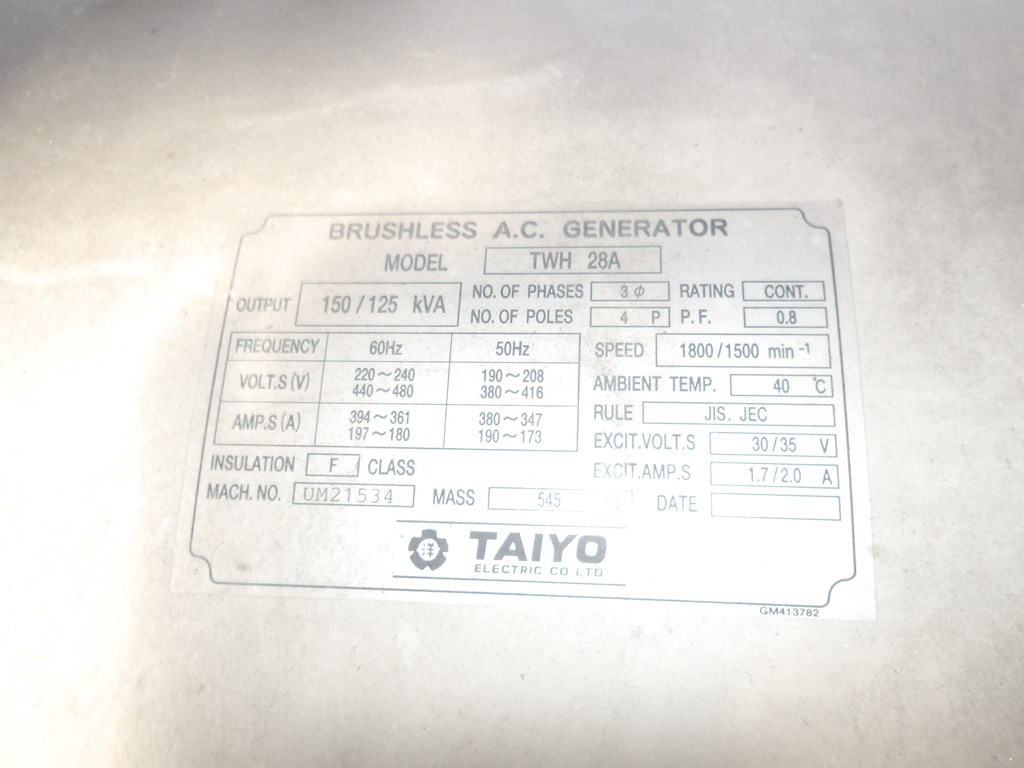 BRUSHLESS A.C. GENERATOR
MODEL TWH 28A
OUTPUT 150/125 kVA
NO. OF PHASES 3φ RATING CONT.
NO. OF POLES 4 P P.F. 0.8
FREQUENCY 60Hz 50Hz
VOLT.S (V) 220～240 190～208
440～480 380～416
AMP.S (A) 394～361 380～347
197～180 190～173
SPEED 1800/1500 min⁻¹
AMBIENT TEMP. 40 ℃
RULE JIS. JEC
EXCIT.VOLT.S 30/35 V
EXCIT.AMP.S 1.7/2.0 A
INSULATION F CLASS
MACH. NO. UM21534 MASS 545
DATE
洋 TAIYO
ELECTRIC CO LTD
GM413782